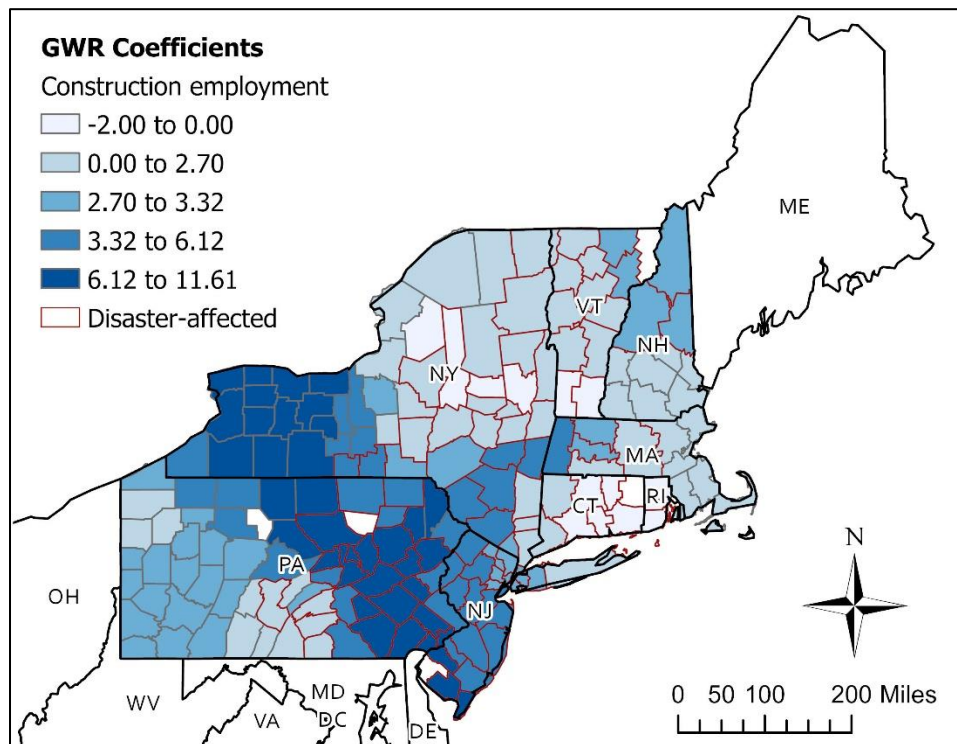 GWR Coefficients
Construction employment
-2.00 to 0.00
0.00 to 2.70
2.70 to 3.32
3.32 to 6.12
6.12 to 11.61
Disaster-affected
ME
VT
NH
NY
MA
CT
RI
PA
NJ
OH
WV
MD
VA
DC
DE
N
0 50 100 200 Miles